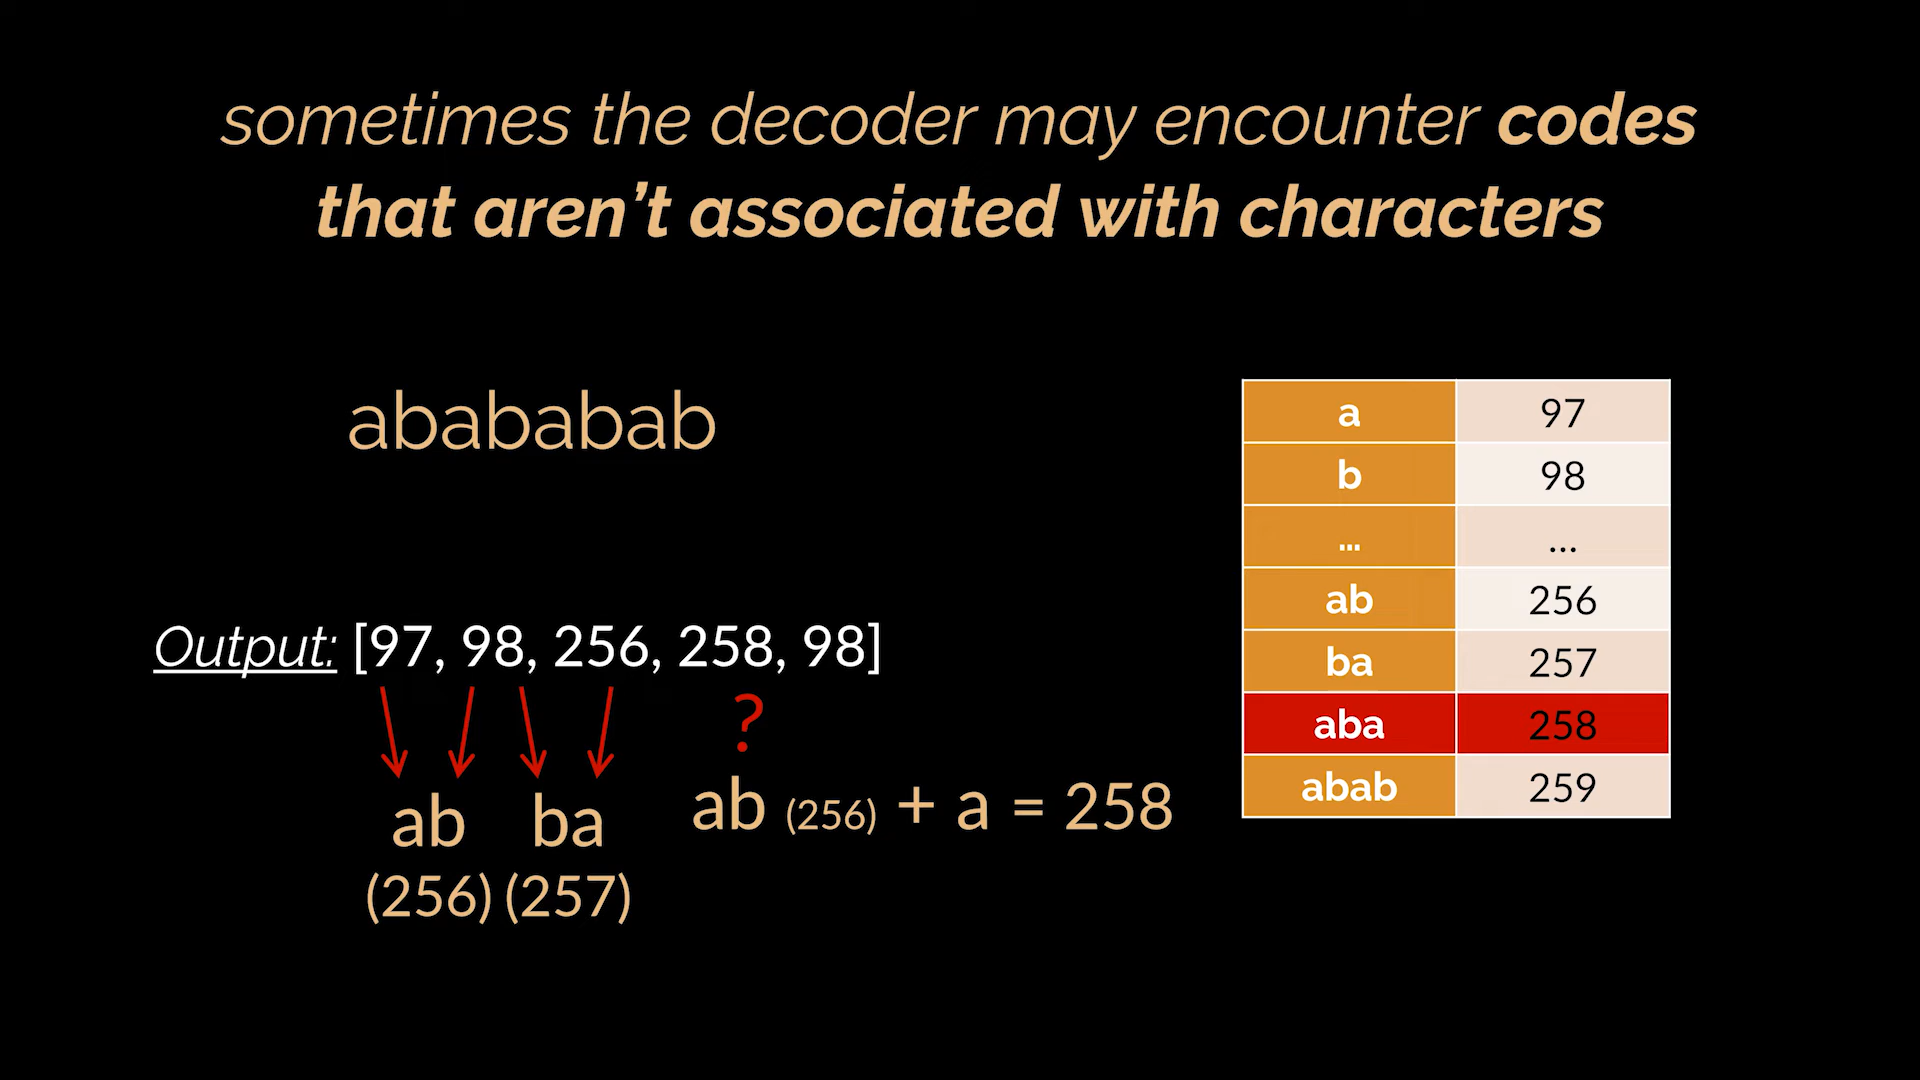 sometimes the decoder may encounter codes
that aren't associated with characters
abababab
Output: [97, 98, 256, 258, 98]
?
ab ba
(256) (257)
ab (256) + a = 258
a 97
b 98
... ...
ab 256
ba 257
aba 258
abab 259